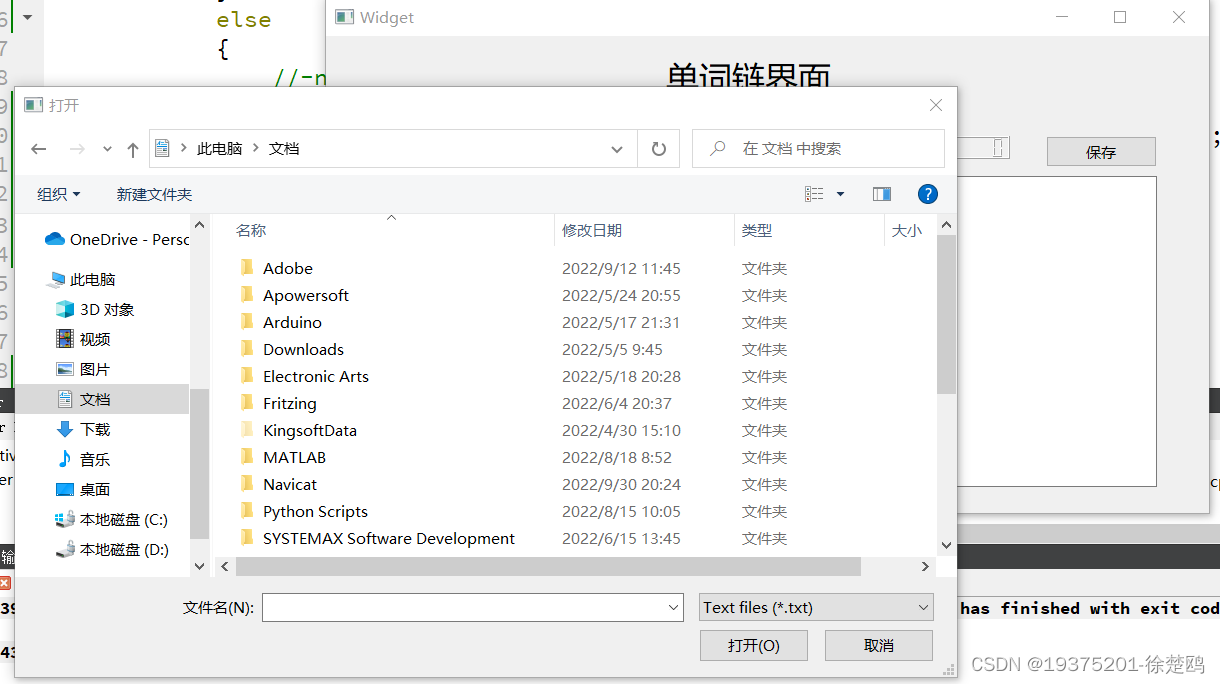 else
{
//-n
Widget
单词链界面
保存
;
打开
此电脑 文档
在 文档 中搜索
组织
新建文件夹
?
名称 修改日期 类型 大小
OneDrive - Persc
此电脑
3D 对象
视频
图片
文档
下载
音乐
桌面
本地磁盘 (C:)
本地磁盘 (D:)
Adobe 2022/9/12 11:45 文件夹
Apowersoft 2022/5/24 20:55 文件夹
Arduino 2022/5/17 21:31 文件夹
Downloads 2022/5/5 9:45 文件夹
Electronic Arts 2022/5/18 20:28 文件夹
Fritzing 2022/6/4 20:37 文件夹
KingsoftData 2022/4/30 15:10 文件夹
MATLAB 2022/8/18 8:52 文件夹
Navicat 2022/9/30 20:24 文件夹
Python Scripts 2022/8/15 10:05 文件夹
SYSTEMAX Software Development 2022/6/15 13:45 文件夹
文件名(N):
Text files (*.txt)
打开(O)
取消
has finished with exit cod
CSDN @19375201-徐楚鸥